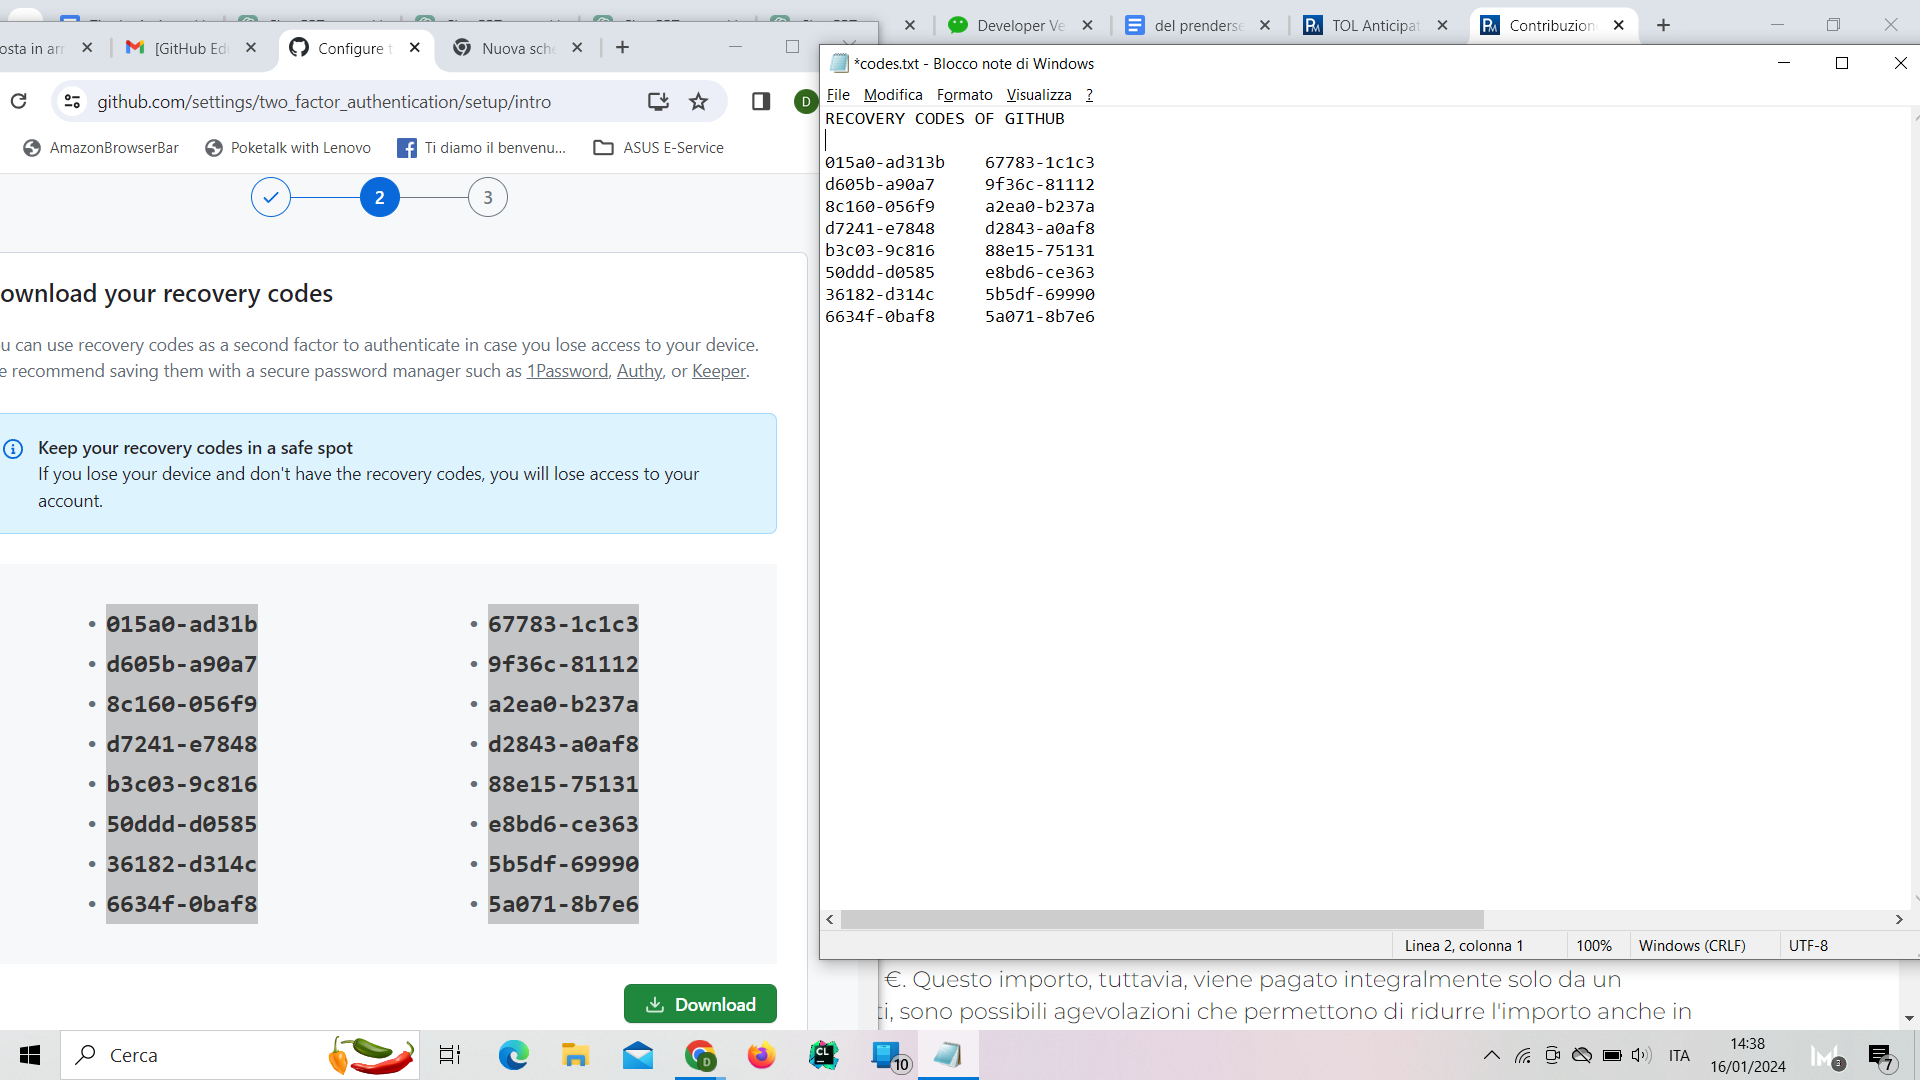 osta in arr
[GitHub Ed
Configure t
Nuova sche
Developer Ve
del prenderse
TOL Anticipat
Contribuzion
github.com/settings/two_factor_authentication/setup/intro
D
AmazonBrowserBar
Poketalk with Lenovo
Ti diamo il benvenu...
ASUS E-Service
2
3
ownload your recovery codes
u can use recovery codes as a second factor to authenticate in case you lose access to your device.
e recommend saving them with a secure password manager such as 1Password, Authy, or Keeper.
Keep your recovery codes in a safe spot
If you lose your device and don't have the recovery codes, you will lose access to your
account.
015a0-ad31b 67783-1c1c3
d605b-a90a7 9f36c-81112
8c160-056f9 a2ea0-b237a
d7241-e7848 d2843-a0af8
b3c03-9c816 88e15-75131
50ddd-d0585 e8bd6-ce363
36182-d314c 5b5df-69990
6634f-0baf8 5a071-8b7e6
Download
*codes.txt - Blocco note di Windows
File Modifica Formato Visualizza ?
RECOVERY CODES OF GITHUB
015a0-ad313b 67783-1c1c3
d605b-a90a7 9f36c-81112
8c160-056f9 a2ea0-b237a
d7241-e7848 d2843-a0af8
b3c03-9c816 88e15-75131
50ddd-d0585 e8bd6-ce363
36182-d314c 5b5df-69990
6634f-0baf8 5a071-8b7e6
Linea 2, colonna 1 100% Windows (CRLF) UTF-8
€. Questo importo, tuttavia, viene pagato integralmente solo da un
ti, sono possibili agevolazioni che permettono di ridurre l'importo anche in
Cerca
10
ITA
14:38
16/01/2024
3
7